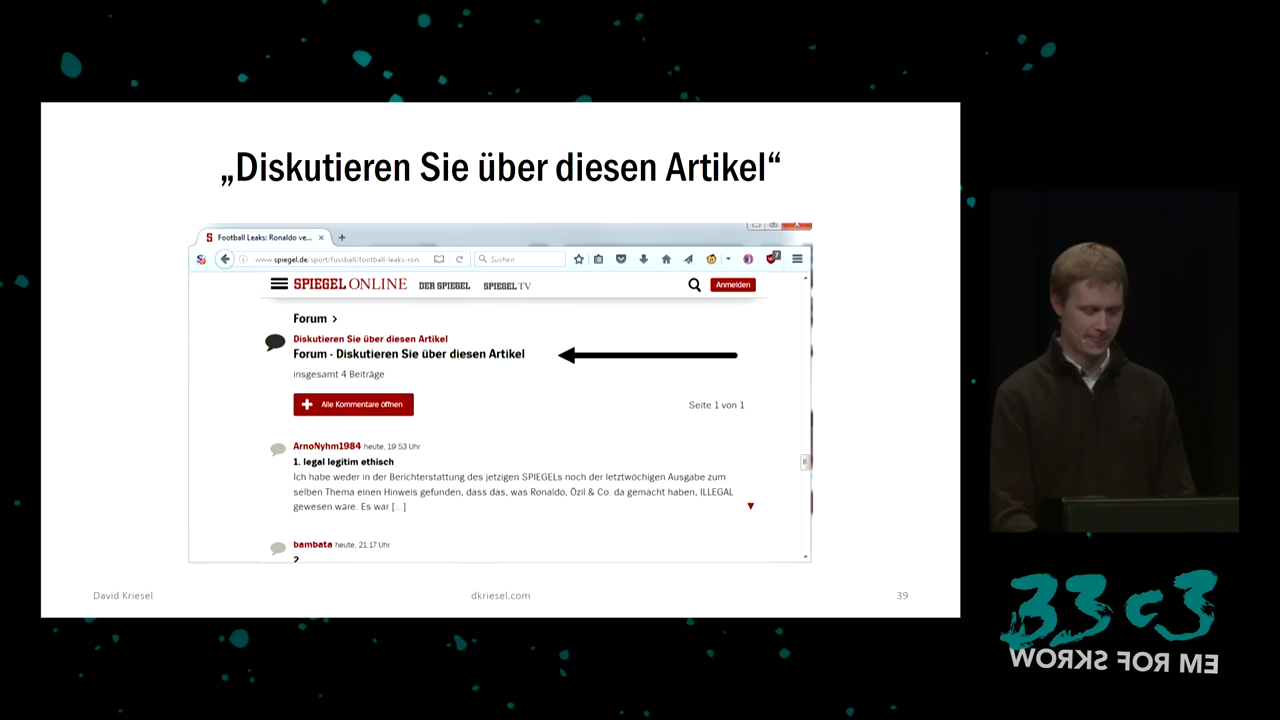 „Diskutieren Sie über diesen Artikel“
Football Leaks: Ronaldo ve...
www.spiegel.de/sport/fussball/football-leaks-ron
Suchen
7
SPIEGEL ONLINE DER SPIEGEL SPIEGEL TV
Anmelden
Forum >
Diskutieren Sie über diesen Artikel
Forum - Diskutieren Sie über diesen Artikel
insgesamt 4 Beiträge
Alle Kommentare öffnen
Seite 1 von 1
ArnoNyhm1984 heute, 19:53 Uhr
1. legal legitim ethisch
Ich habe weder in der Berichterstattung des jetzigen SPIEGELs noch der letztwöchigen Ausgabe zum
selben Thema einen Hinweis gefunden, dass das, was Ronaldo, Özil & Co. da gemacht haben, ILLEGAL
gewesen wäre. Es war [...]
bambata heute, 21:17 Uhr
2
David Kriesel
dkriesel.com
39
33c3
WORKS FOR ME